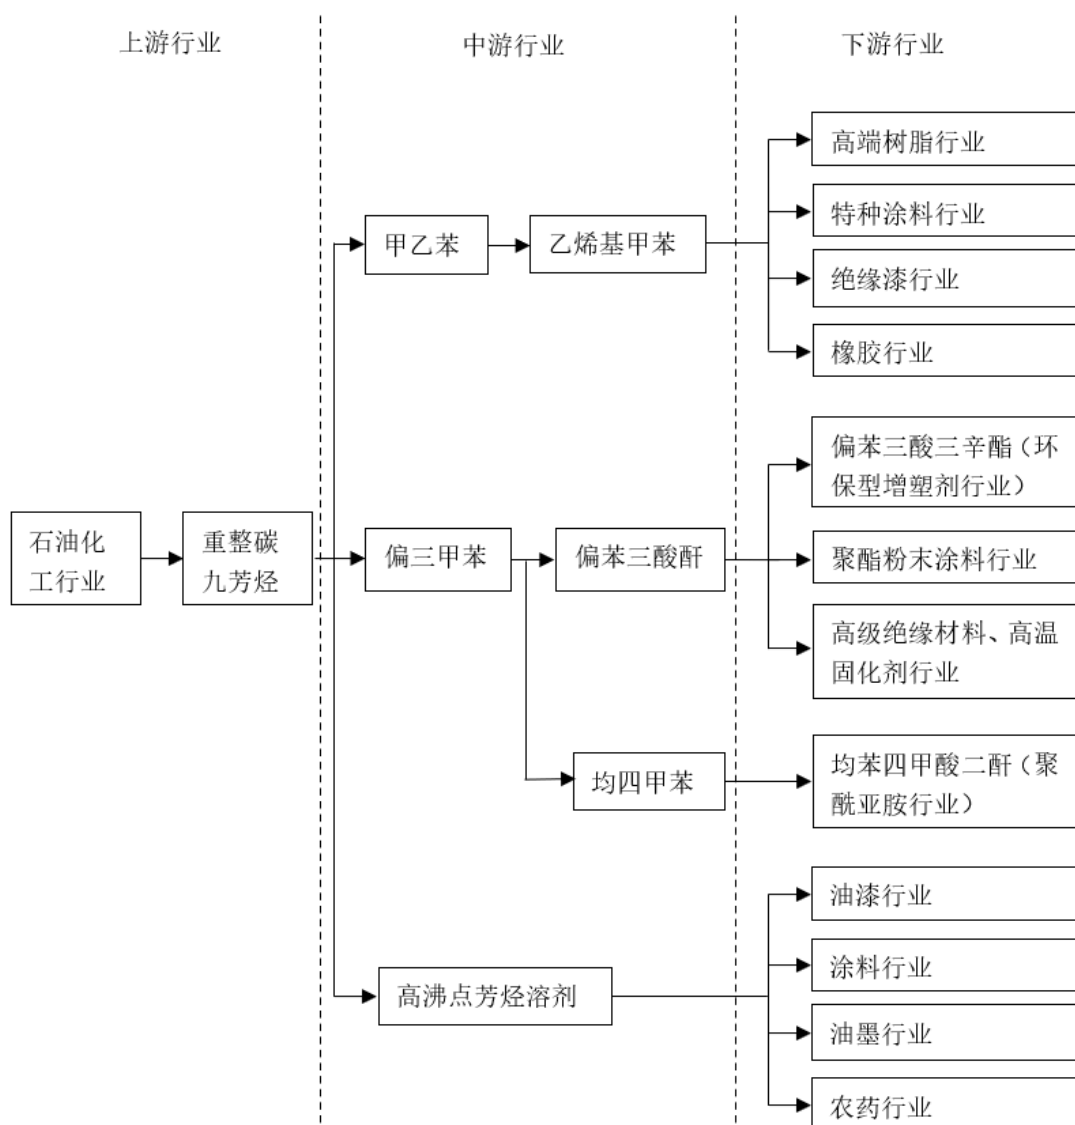 上游行业
中游行业
下游行业
高端树脂行业
特种涂料行业
甲乙苯
乙烯基甲苯
绝缘漆行业
橡胶行业
偏苯三酸三辛酯（环
保型增塑剂行业）
石油化
工行业
重整碳
九芳烃
偏三甲苯
偏苯三酸酐
聚酯粉末涂料行业
高级绝缘材料、高温
固化剂行业
均四甲苯
均苯四甲酸二酐（聚
酰亚胺行业）
油漆行业
涂料行业
高沸点芳烃溶剂
油墨行业
农药行业